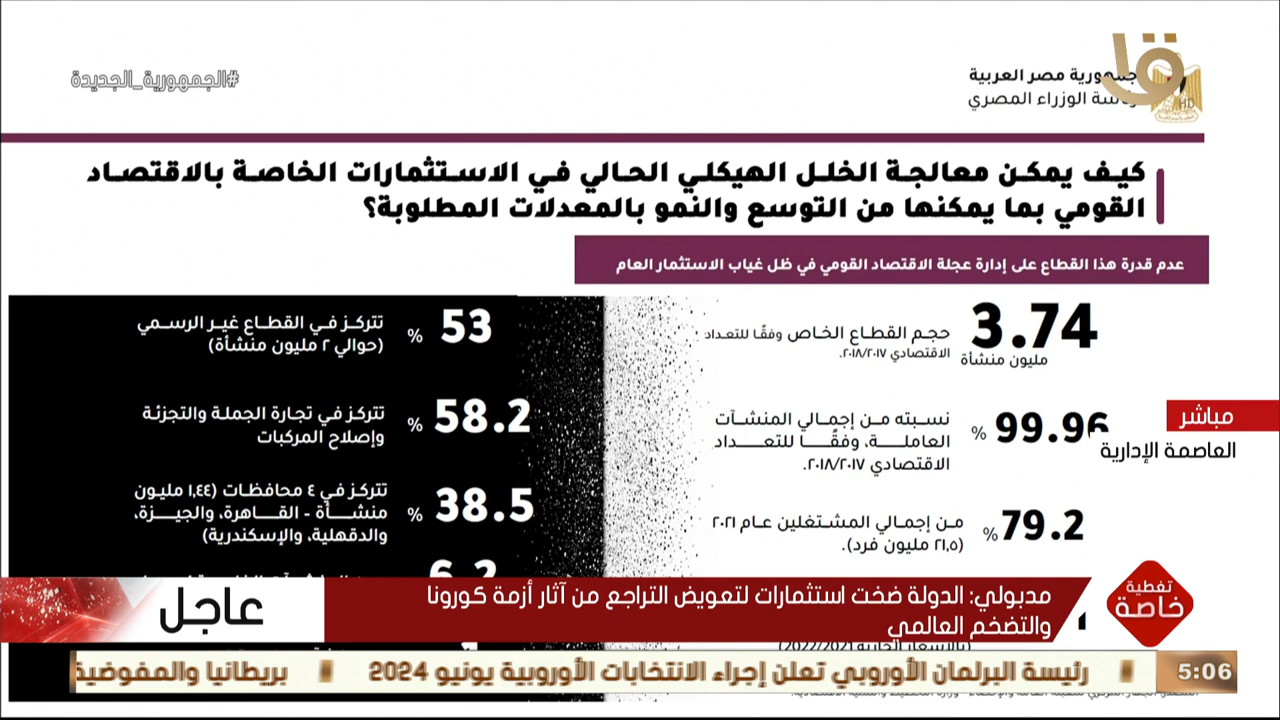 #الجمهورية_الجديدة
جمهورية مصر العربية
رئاسة الوزراء المصري
HD
كيف يمكن معالجة الخلل الهيكلي الحالي في الاستثمارات الخاصة بالاقتصاد
القومي بما يمكنها من التوسع والنمو بالمعدلات المطلوبة؟
عدم قدرة هذا القطاع على إدارة عجلة الاقتصاد القومي في ظل غياب الاستثمار العام
3.74
مليون منشأة
حجم القطاع الخاص وفقًا للتعداد
الاقتصادي ٢٠١٨/٢٠١٧.
99.96 %
نسبته من إجمالي المنشآت
العاملة، وفقًا للتعداد
الاقتصادي ٢٠١٨/٢٠١٧.
79.2 %
من إجمالي المشتغلين عام ٢٠٢١
(٢١,٥ مليون فرد).
(بالأسعار الجارية ٢٠٢٢/٢٠٢١)
53 %
تتركز في القطاع غير الرسمي
(حوالي ٢ مليون منشأة)
58.2 %
تتركز في تجارة الجملة والتجزئة
وإصلاح المركبات
38.5 %
تتركز في ٤ محافظات (١,٤٤ مليون
منشأة - القاهرة، والجيزة،
والدقهلية، والإسكندرية)
6.2
مباشر
العاصمة الإدارية
تغطية
خاصة
عاجل
مدبولي: الدولة ضخت استثمارات لتعويض التراجع من آثار أزمة كورونا
والتضخم العالمي
5:06
رئيسة البرلمان الأوروبي تعلن إجراء الانتخابات الأوروبية يونيو 2024
بريطانيا والمفوضية